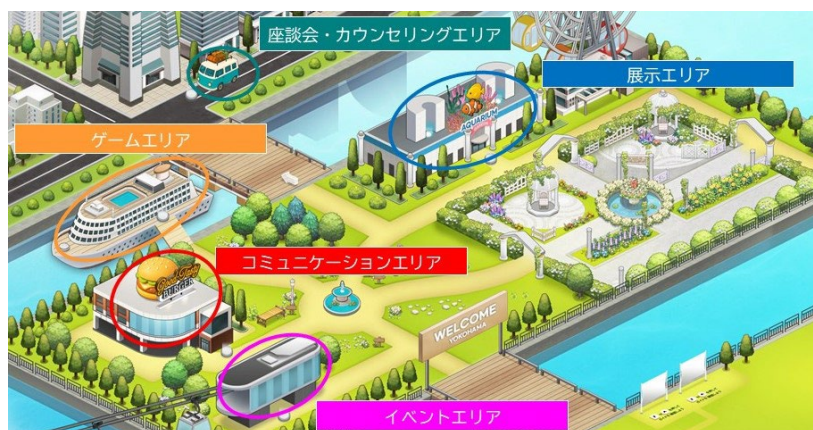 座談会・カウンセリングエリア
展示エリア
AQUARIUM
ゲームエリア
コミュニケーションエリア
BURGER
WELCOME
YOKOHAMA
イベントエリア